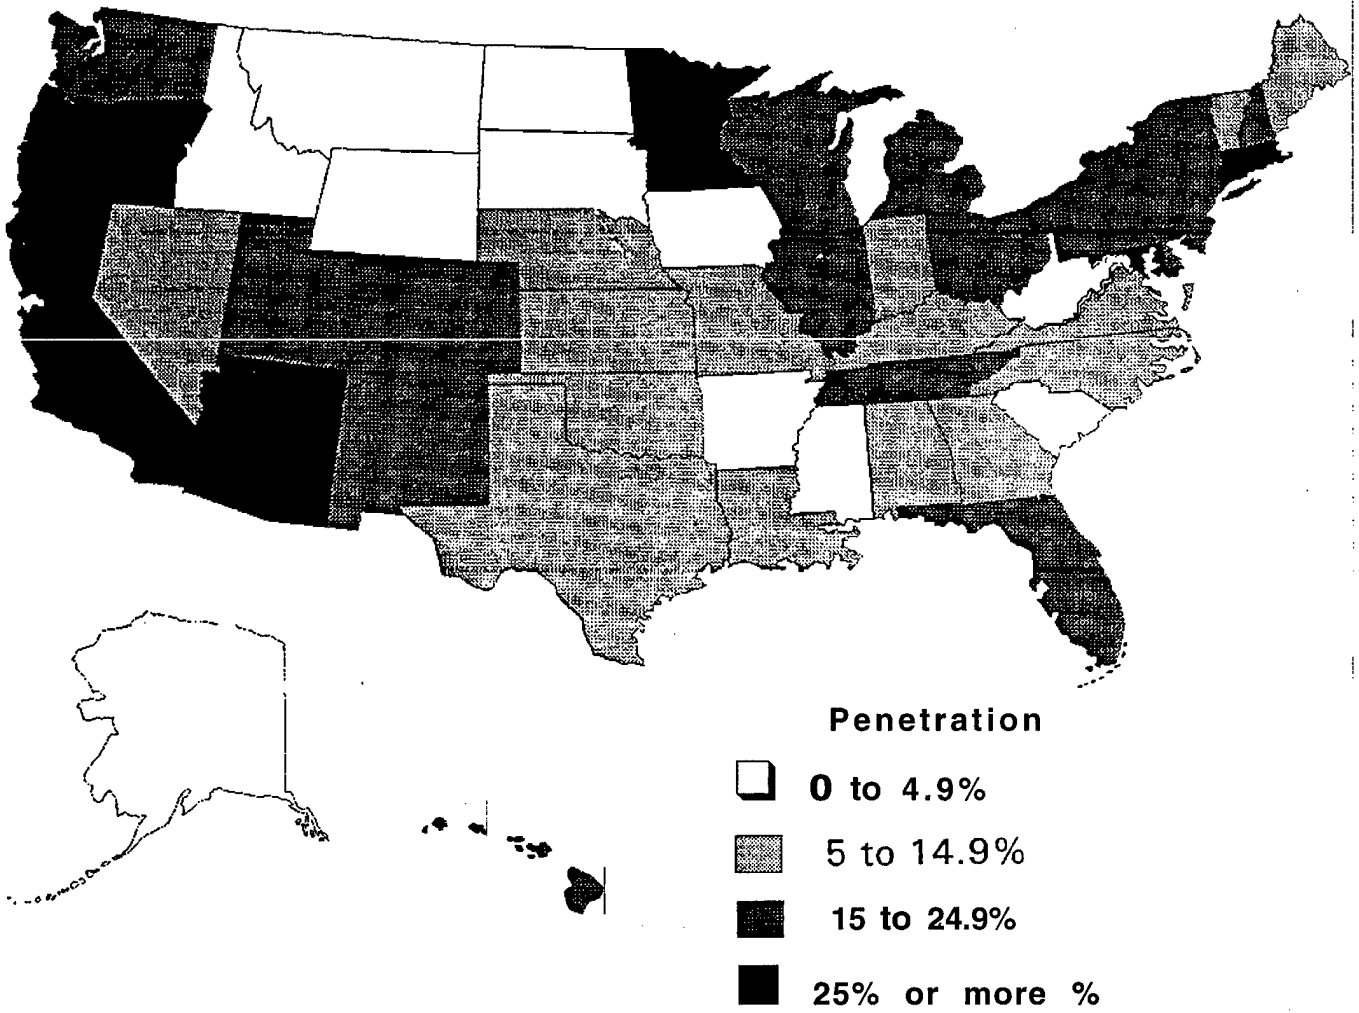 Penetration
0 to 4.9%
5 to 14.9%
15 to 24.9%
25% or more %